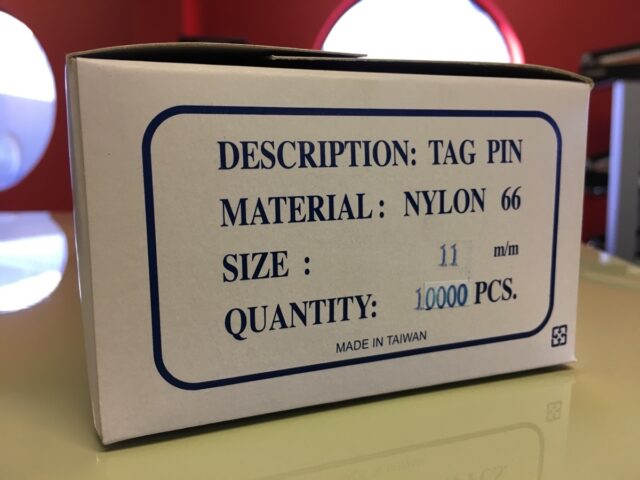 DESCRIPTION: TAG PIN
MATERIAL: NYLON 66
SIZE : 11 m/m
QUANTITY: 10000 PCS.
MADE IN TAIWAN